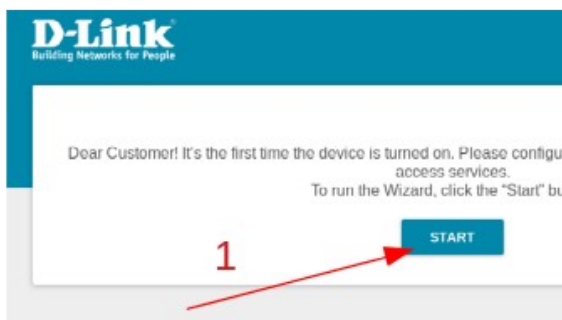 D-Link
Building Networks for People
Dear Customer! It's the first time the device is turned on. Please configu
access services.
To run the Wizard, click the "Start" bu
START
1